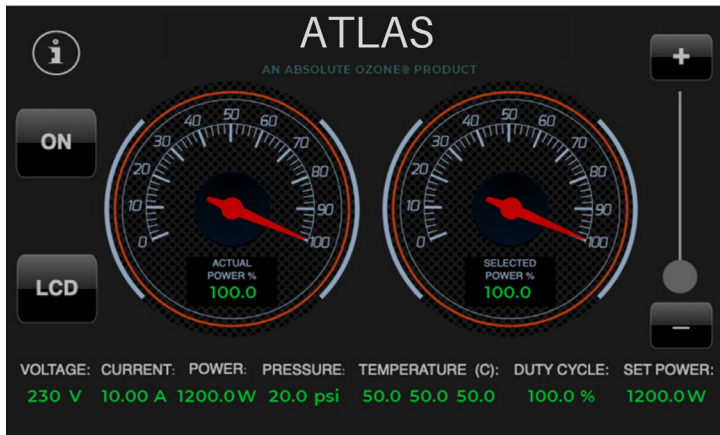 ATLAS
AN ABSOLUTE OZONE® PRODUCT
i
+
ON
LCD
−
0 10 20 30 40 50 60 70 80 90 100
ACTUAL
POWER %
100.0
0 10 20 30 40 50 60 70 80 90 100
SELECTED
POWER %
100.0
VOLTAGE: CURRENT: POWER: PRESSURE: TEMPERATURE (C): DUTY CYCLE: SET POWER:
230 V 10.00 A 1200.0W 20.0 psi 50.0 50.0 50.0 100.0 % 1200.0W